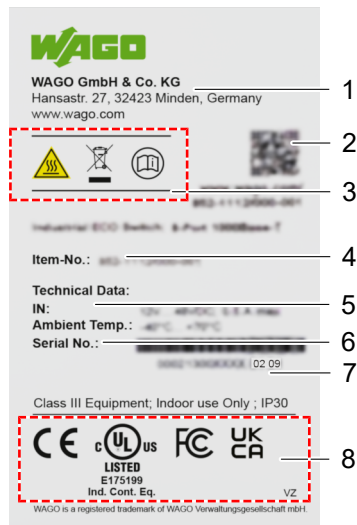 WAGO
WAGO GmbH & Co. KG
Hansastr. 27, 32423 Minden, Germany
www.wago.com
1
2
3
Item-No.:
4
Technical Data:
IN:
5
Ambient Temp.:
Serial No.:
6
02 09
7
Class III Equipment; Indoor use Only ; IP30
CE c UL us FC UK CA
LISTED
E175199
Ind. Cont. Eq.
8
VZ
WAGO is a registered trademark of WAGO Verwaltungsgesellschaft mbH.